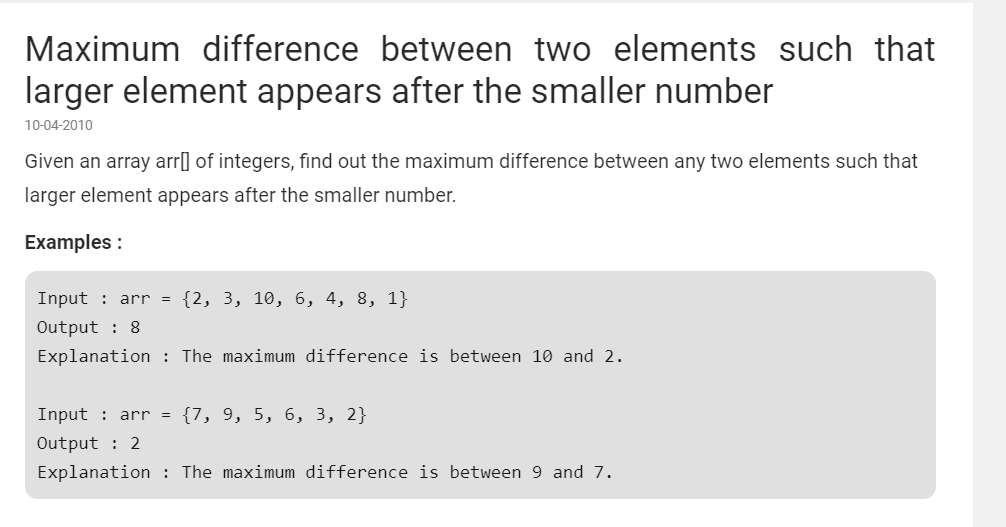 Maximum difference between two elements such that
larger element appears after the smaller number
10-04-2010
Given an array arr[] of integers, find out the maximum difference between any two elements such that
larger element appears after the smaller number.
Examples :
Input : arr = {2, 3, 10, 6, 4, 8, 1}
Output : 8
Explanation : The maximum difference is between 10 and 2.
Input : arr = {7, 9, 5, 6, 3, 2}
Output : 2
Explanation : The maximum difference is between 9 and 7.